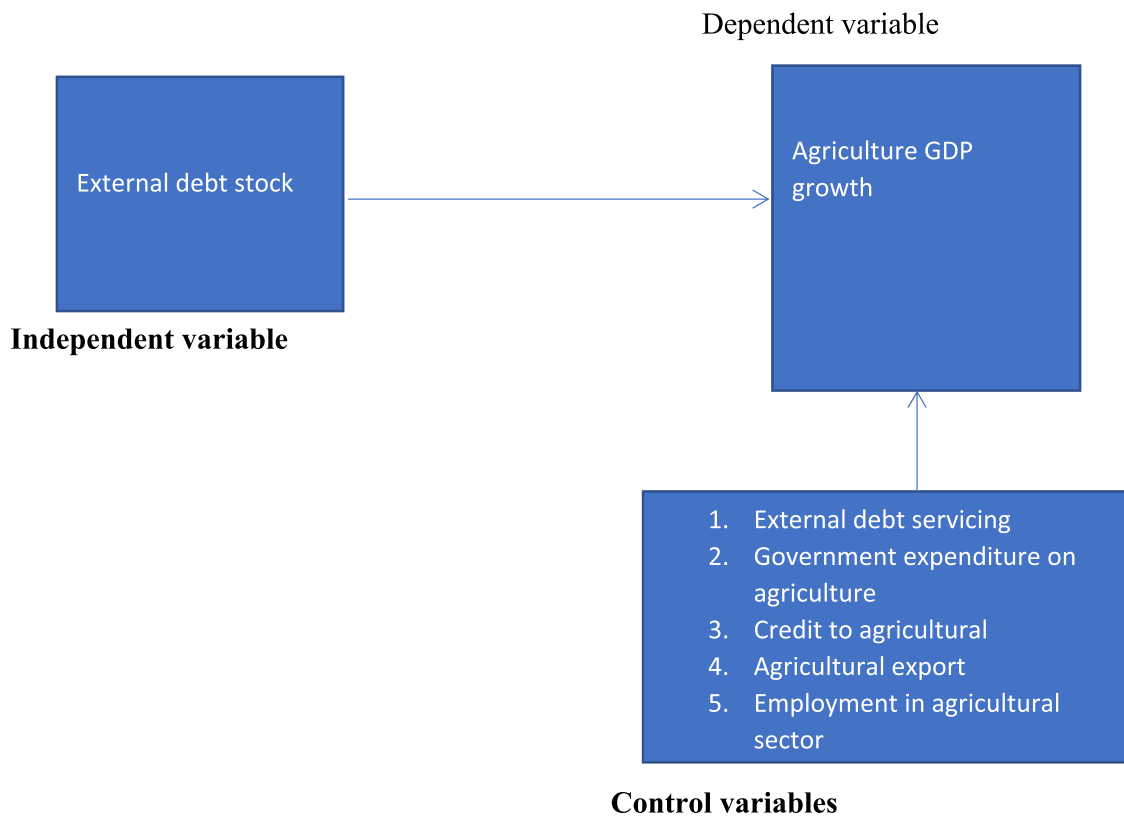 Dependent variable
External debt stock
Agriculture GDP
growth
Independent variable
1. External debt servicing
2. Government expenditure on
agriculture
3. Credit to agricultural
4. Agricultural export
5. Employment in agricultural
sector
Control variables